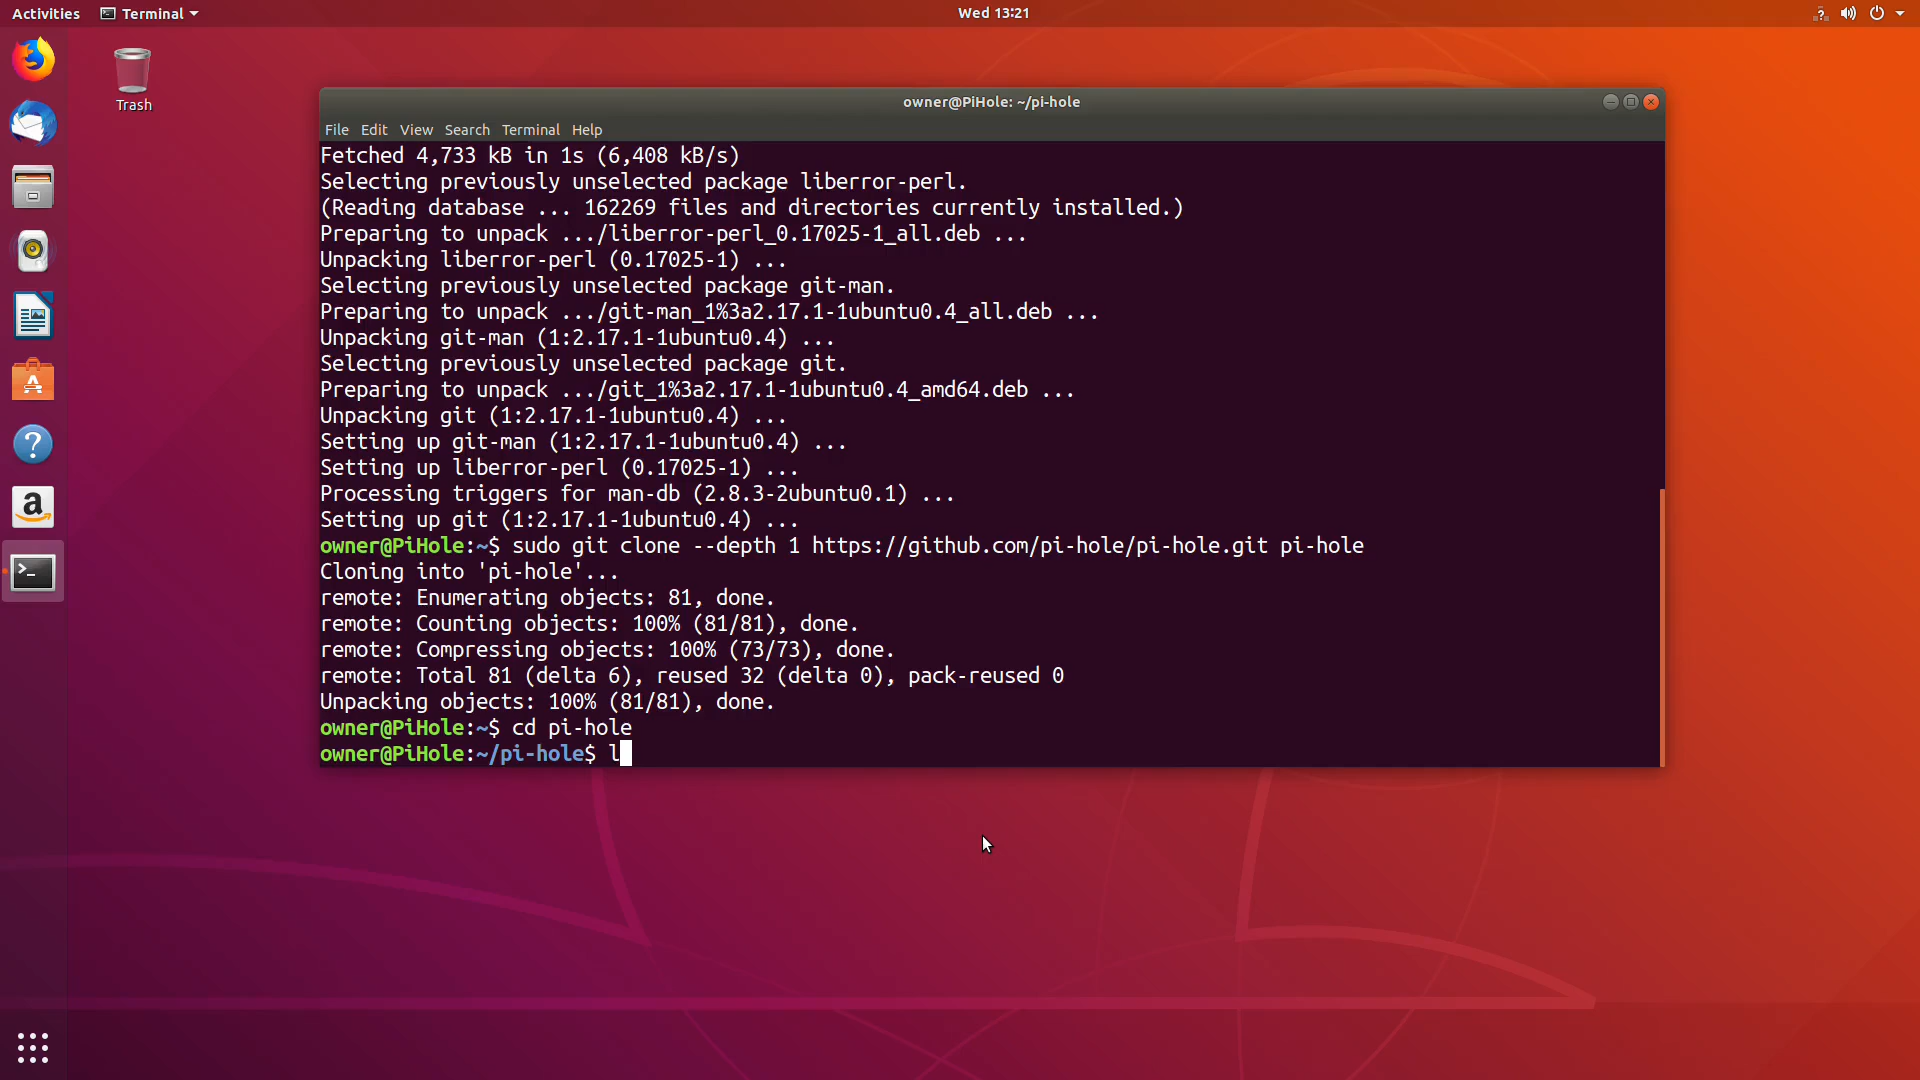 Activities Terminal Wed 13:21
Trash
owner@PiHole: ~/pi-hole
File Edit View Search Terminal Help
Fetched 4,733 kB in 1s (6,408 kB/s)
Selecting previously unselected package liberror-perl.
(Reading database ... 162269 files and directories currently installed.)
Preparing to unpack .../liberror-perl_0.17025-1_all.deb ...
Unpacking liberror-perl (0.17025-1) ...
Selecting previously unselected package git-man.
Preparing to unpack .../git-man_1%3a2.17.1-1ubuntu0.4_all.deb ...
Unpacking git-man (1:2.17.1-1ubuntu0.4) ...
Selecting previously unselected package git.
Preparing to unpack .../git_1%3a2.17.1-1ubuntu0.4_amd64.deb ...
Unpacking git (1:2.17.1-1ubuntu0.4) ...
Setting up git-man (1:2.17.1-1ubuntu0.4) ...
Setting up liberror-perl (0.17025-1) ...
Processing triggers for man-db (2.8.3-2ubuntu0.1) ...
Setting up git (1:2.17.1-1ubuntu0.4) ...
owner@PiHole:~$ sudo git clone --depth 1 https://github.com/pi-hole/pi-hole.git pi-hole
Cloning into 'pi-hole'...
remote: Enumerating objects: 81, done.
remote: Counting objects: 100% (81/81), done.
remote: Compressing objects: 100% (73/73), done.
remote: Total 81 (delta 6), reused 32 (delta 0), pack-reused 0
Unpacking objects: 100% (81/81), done.
owner@PiHole:~$ cd pi-hole
owner@PiHole:~/pi-hole$ l